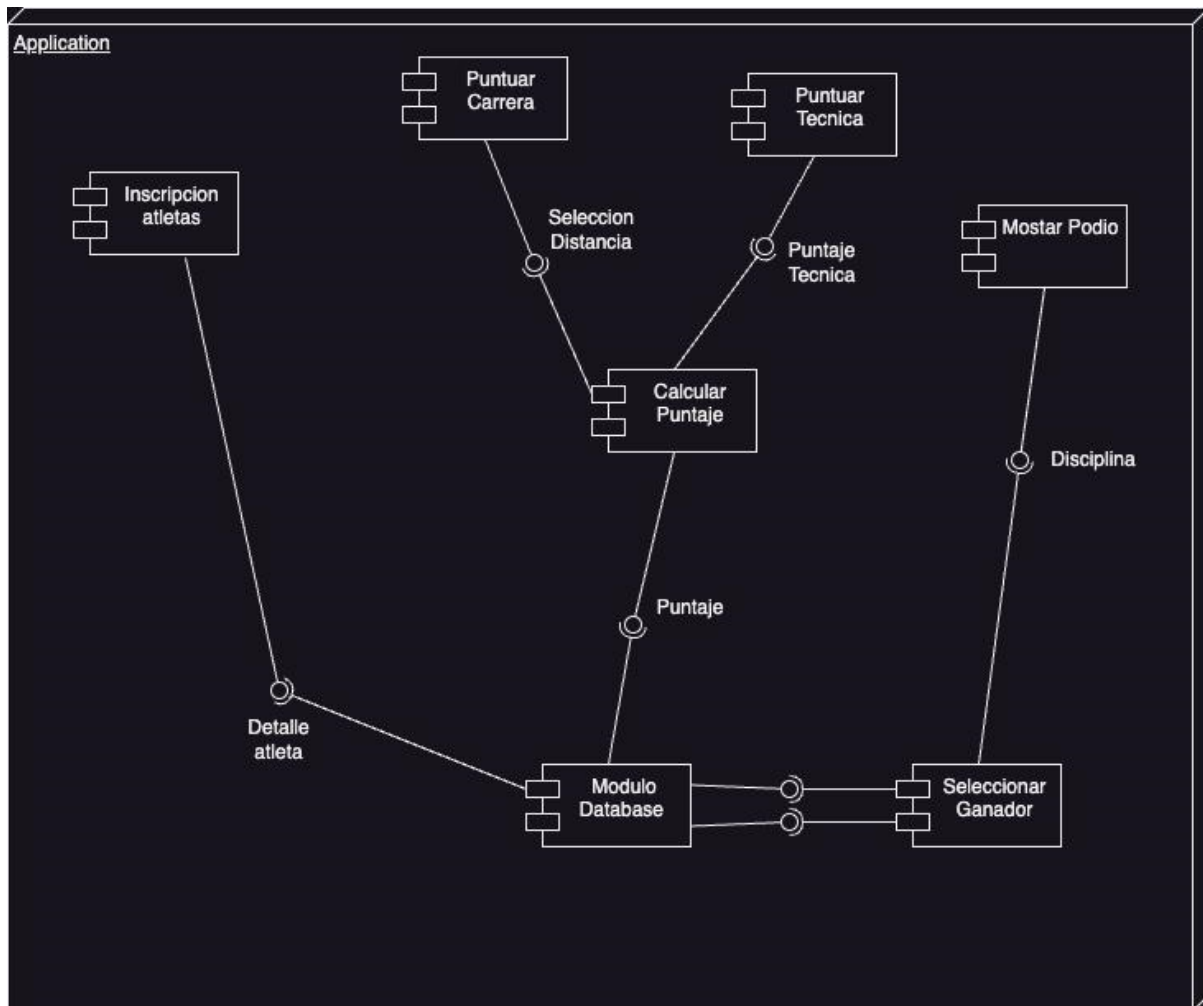 Application
Puntuar
Carrera
Puntuar
Tecnica
Inscripcion
atletas
Seleccion
Distancia
Puntaje
Tecnica
Mostar Podio
Calcular
Puntaje
Disciplina
Puntaje
Detalle
atleta
Modulo
Database
Seleccionar
Ganador